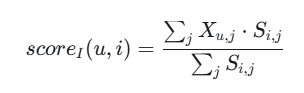 $score_I(u, i) = \frac{\sum_j X_{u,j} \cdot S_{i,j}}{\sum_j S_{i,j}}$